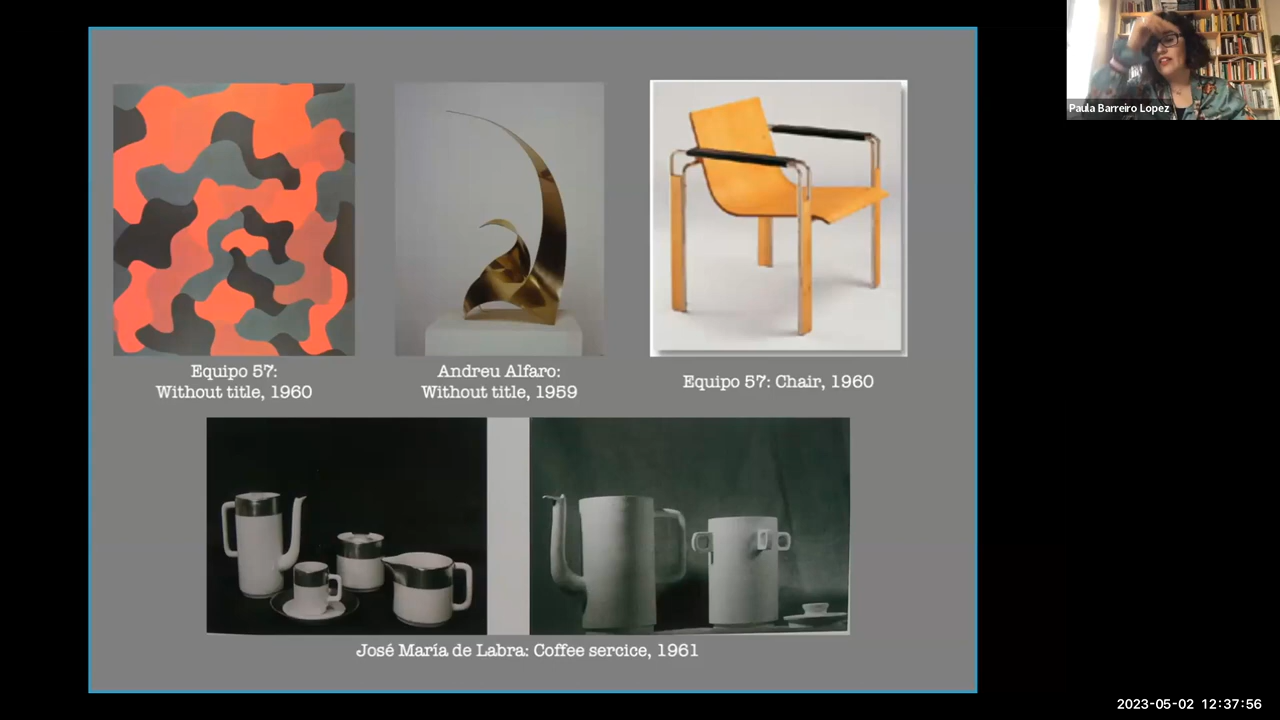 Paula Barreiro Lopez
Equipo 57:
Without title, 1960
Andreu Alfaro:
Without title, 1959
Equipo 57: Chair, 1960
José María de Labra: Coffee sercice, 1961
2023-05-02 12:37:56